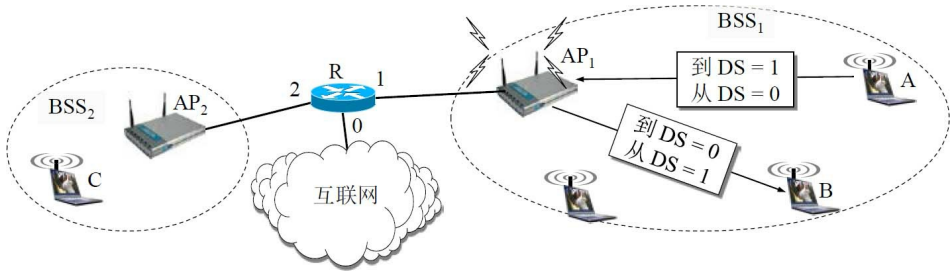 BSS₁
AP₁
到 DS = 1
从 DS = 0
A
R
2
1
0
BSS₂
AP₂
到 DS = 0
从 DS = 1
C
互联网
B